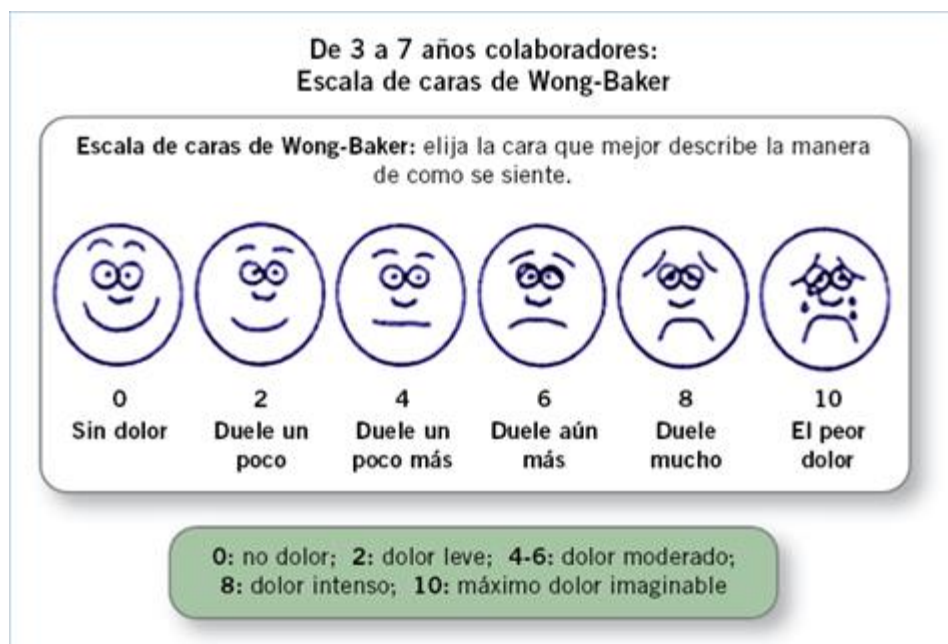 De 3 a 7 años colaboradores:
Escala de caras de Wong-Baker
Escala de caras de Wong-Baker: elija la cara que mejor describe la manera
de como se siente.
0 2 4 6 8 10
Sin dolor Duele un Duele un Duele aún Duele El peor
poco poco más más mucho dolor
0: no dolor; 2: dolor leve; 4-6: dolor moderado;
8: dolor intenso; 10: máximo dolor imaginable